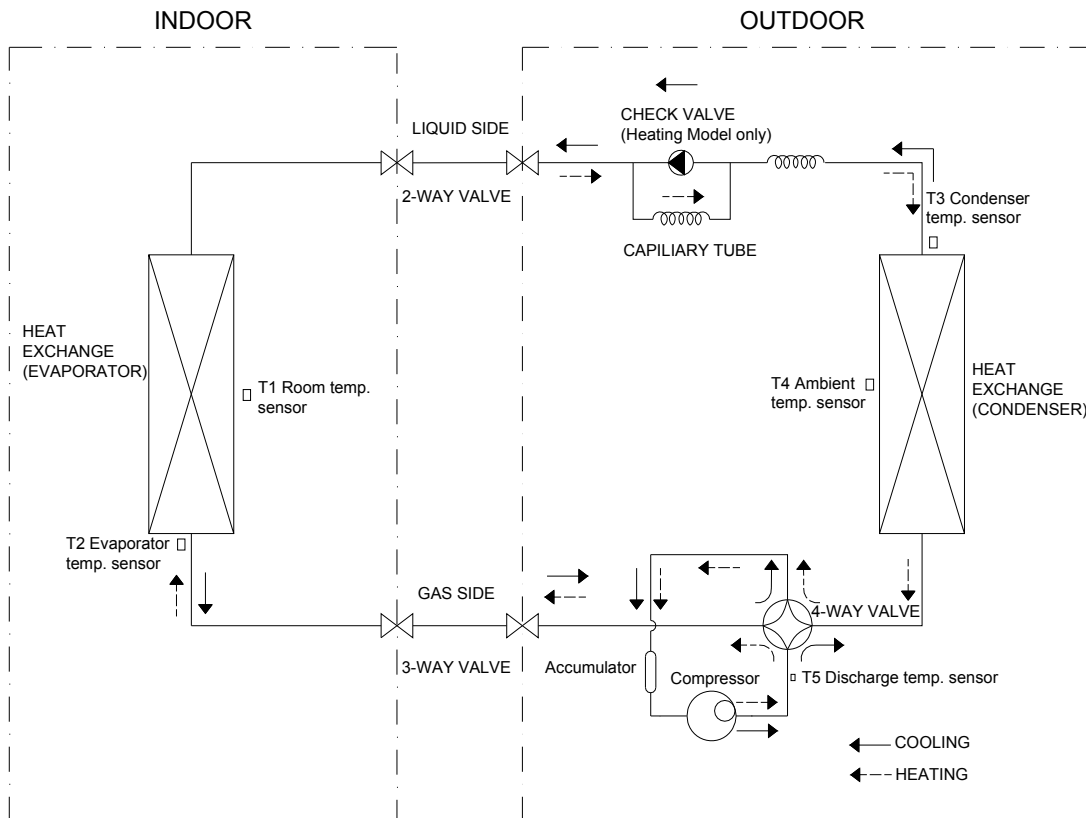 INDOOR
OUTDOOR
CHECK VALVE
(Heating Model only)
LIQUID SIDE
2-WAY VALVE
T3 Condenser
temp. sensor
CAPILIARY TUBE
HEAT
EXCHANGE
(EVAPORATOR)
T1 Room temp.
sensor
T4 Ambient
temp. sensor
HEAT
EXCHANGE
(CONDENSER)
T2 Evaporator
temp. sensor
GAS SIDE
4-WAY VALVE
3-WAY VALVE
Accumulator
Compressor
T5 Discharge temp. sensor
COOLING
HEATING